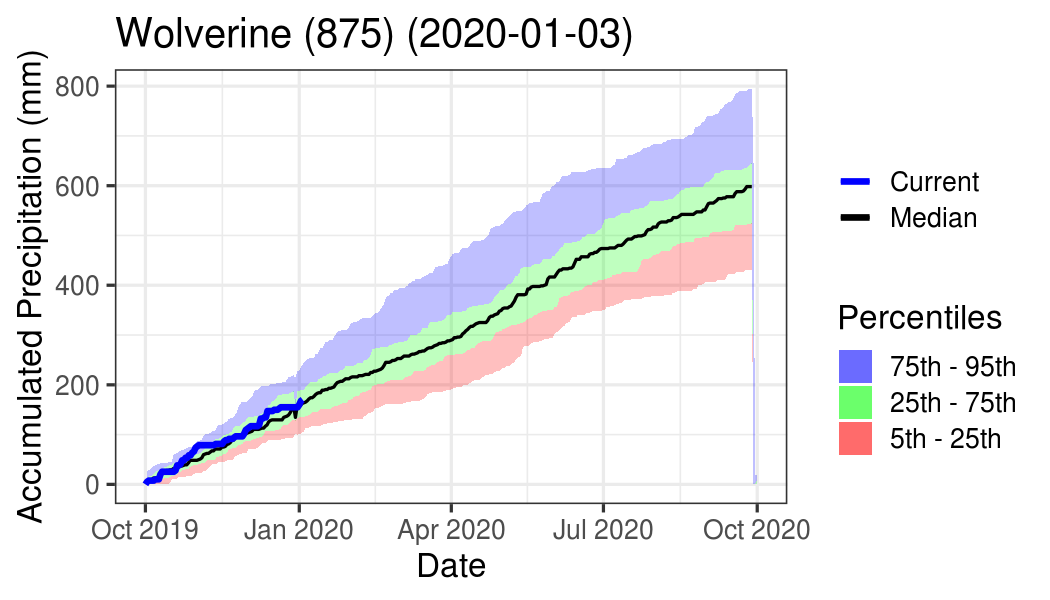 Wolverine (875) (2020-01-03)
Accumulated Precipitation (mm)
800
600
400
200
0
Oct 2019 Jan 2020 Apr 2020 Jul 2020 Oct 2020
Date
Current
Median
Percentiles
75th - 95th
25th - 75th
5th - 25th